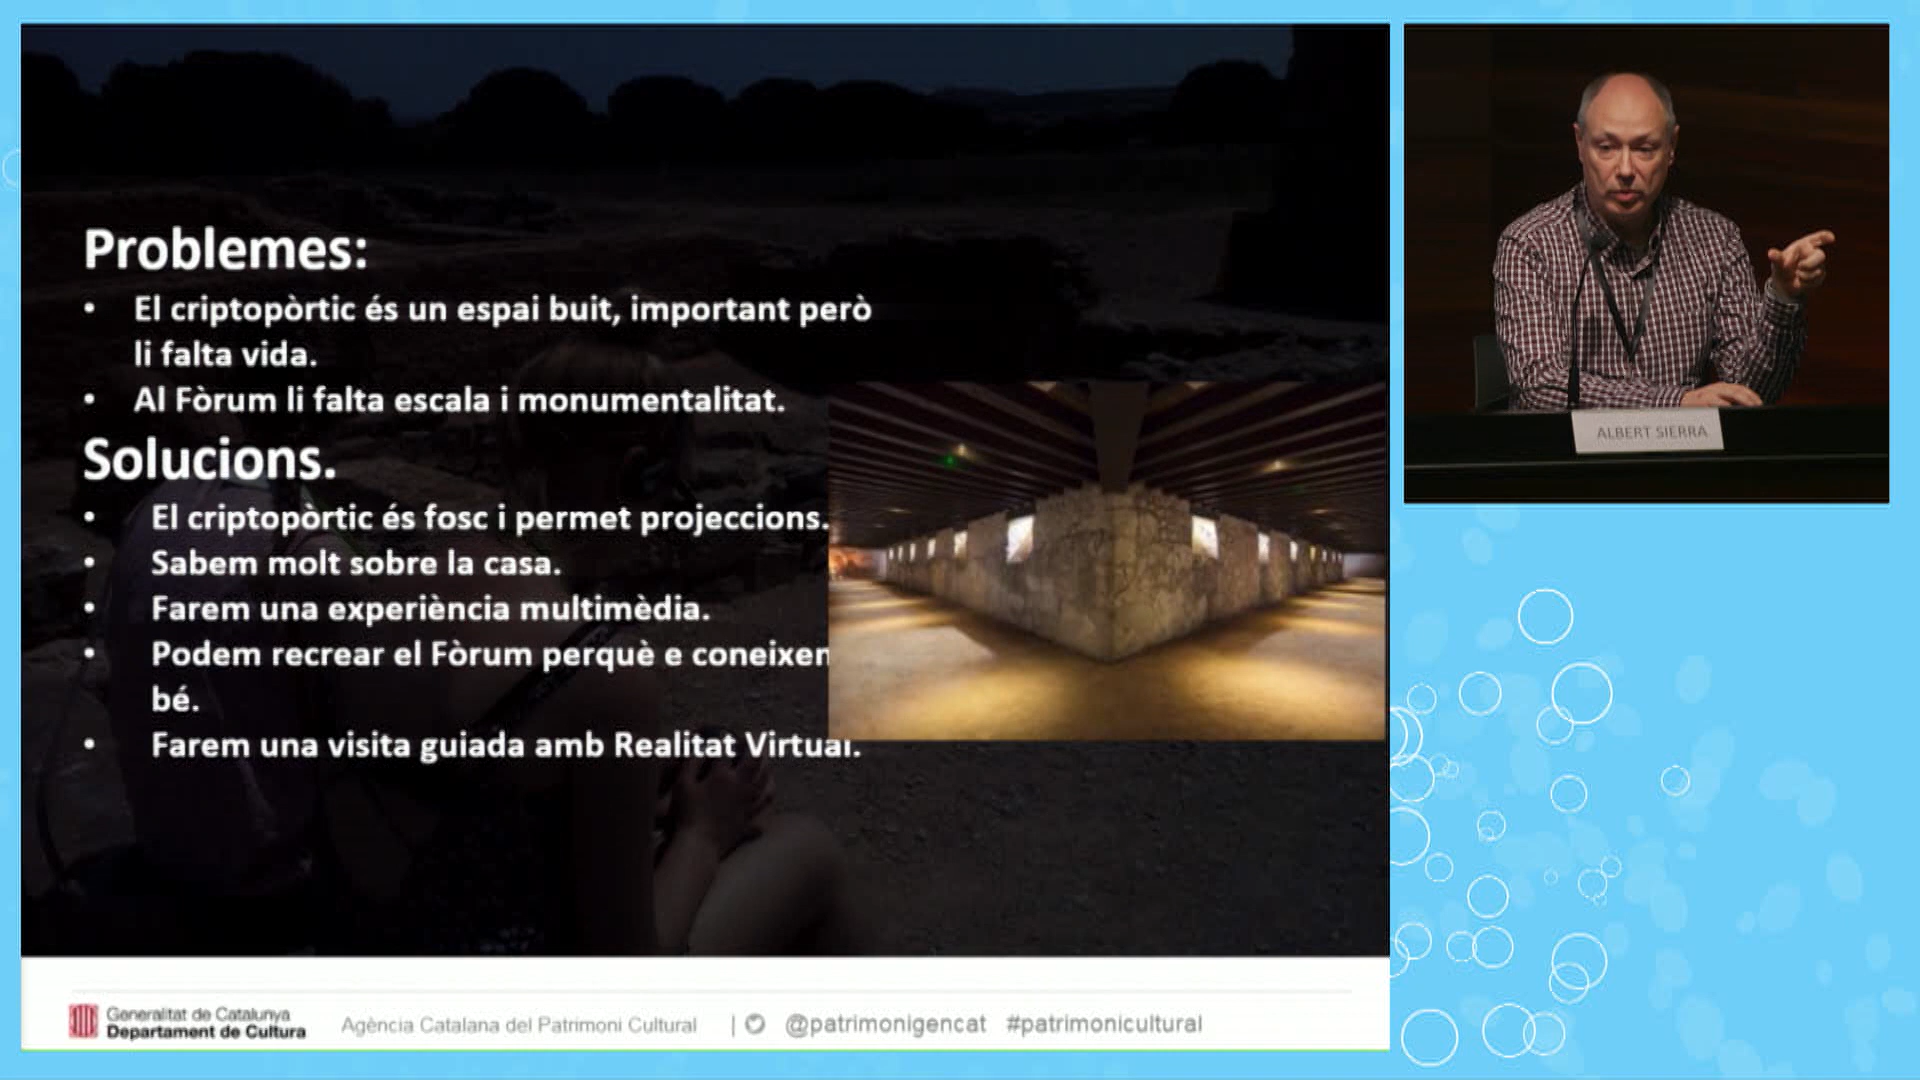 Problemes:
• El criptopòrtic és un espai buit, important però
li falta vida.
• Al Fòrum li falta escala i monumentalitat.
Solucions.
• El criptopòrtic és fosc i permet projeccions.
• Sabem molt sobre la casa.
• Farem una experiència multimèdia.
• Podem recrear el Fòrum perquè e coneixen
bé.
• Farem una visita guiada amb Realitat Virtual.
ALBERT SIERRA
Generalitat de Catalunya
Departament de Cultura
Agència Catalana del Patrimoni Cultural | @patrimonigencat #patrimonicultural